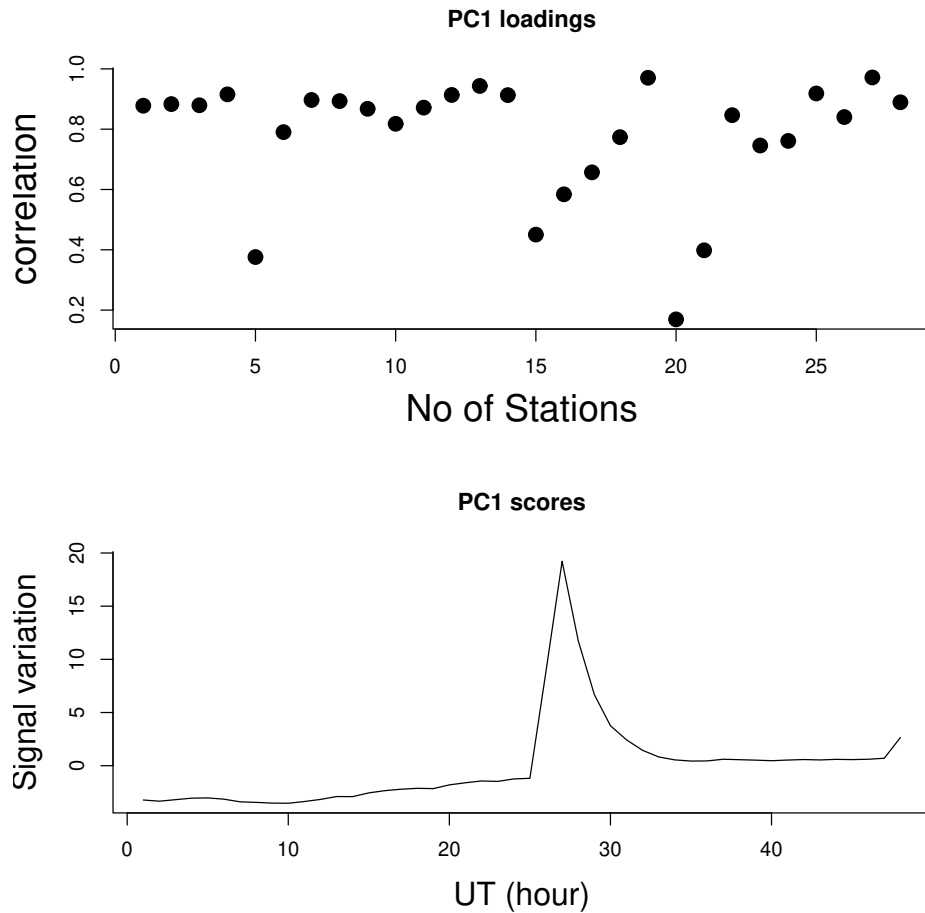 PC1 loadings
correlation
0.2 0.4 0.6 0.8 1.0
0 5 10 15 20 25
No of Stations
PC1 scores
Signal variation
0 5 10 15 20
0 10 20 30 40
UT (hour)